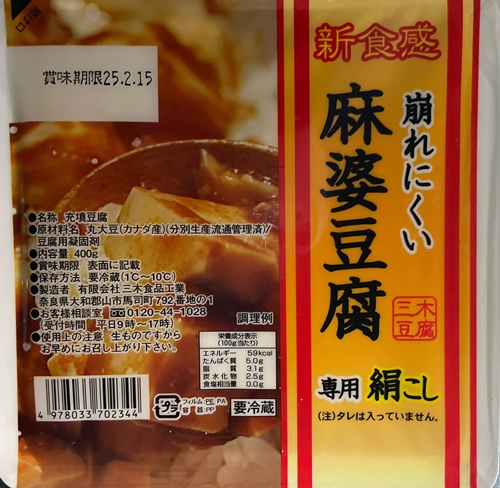 開け口
賞味期限25.2.15
新食感
崩れにくい
麻婆豆腐
三木
豆腐
専用 絹こし
(注)タレは入っていません。
●名称 充填豆腐
●原材料名 丸大豆(カナダ産)(分別生産流通管理済)/
豆腐用凝固剤
●内容量 400g
●賞味期限 表面に記載
●保存方法 要冷蔵(1℃〜10℃)
●製造者 有限会社三木食品工業
奈良県大和郡山市馬司町792番地の1
●お客様相談室 0120-44-1028
(受付時間 平日9時〜17時)
●使用上の注意 生ものですから
お早めにお召し上がり下さい。
調理例
栄養成分表示
(100g当たり)
エネルギー 59kcal
たんぱく質 5.0g
脂質 3.1g
炭水化物 2.5g
食塩相当量 0.0g
4 978033 702344
プラ
フィルム:PE,PA
容器:PP
要冷蔵